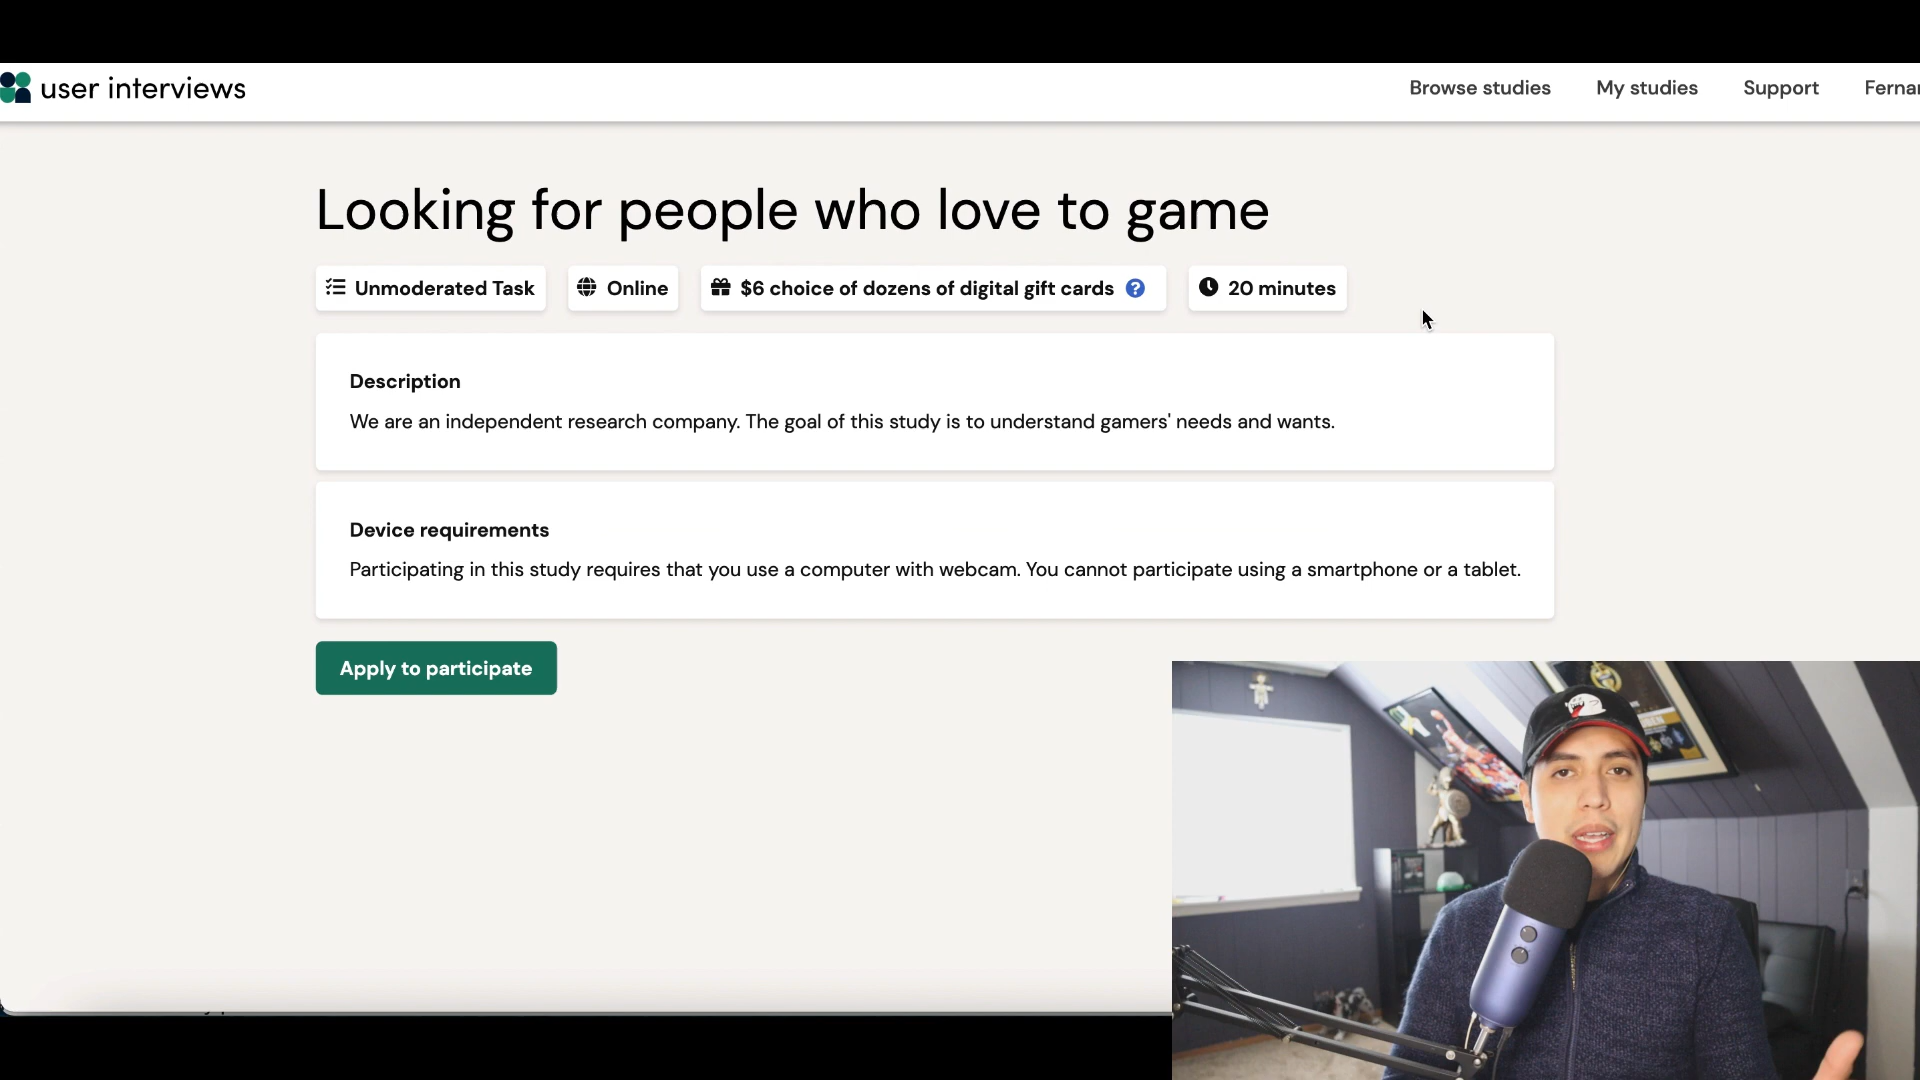 user interviews
Browse studies
My studies
Support
Fernar
Looking for people who love to game
Unmoderated Task
Online
$6 choice of dozens of digital gift cards ?
20 minutes
Description
We are an independent research company. The goal of this study is to understand gamers' needs and wants.
Device requirements
Participating in this study requires that you use a computer with webcam. You cannot participate using a smartphone or a tablet.
Apply to participate